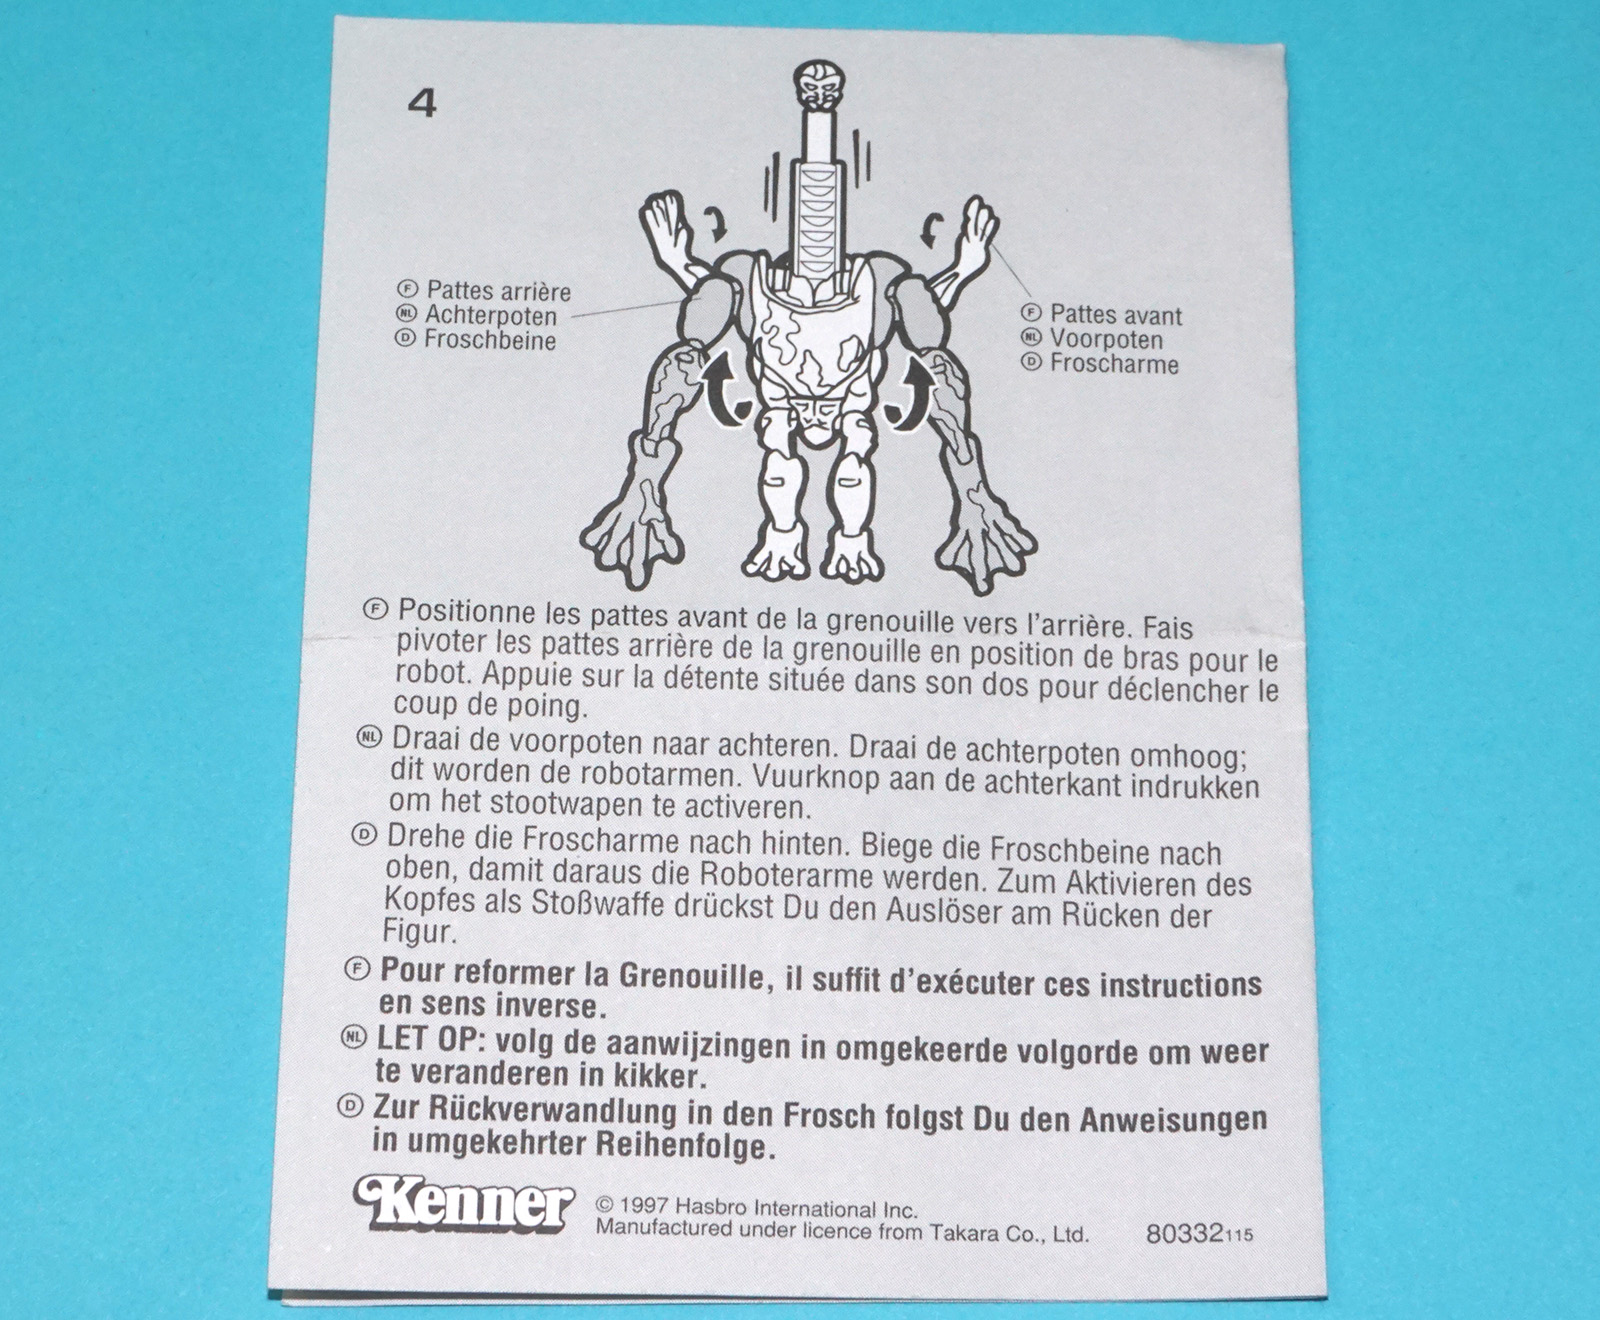 4
Ⓕ Pattes arrière
NL Achterpoten
Ⓓ Froschbeine
Ⓕ Pattes avant
NL Voorpoten
Ⓓ Froscharme
Ⓕ Positionne les pattes avant de la grenouille vers l'arrière. Fais
pivoter les pattes arrière de la grenouille en position de bras pour le
robot. Appuie sur la détente située dans son dos pour déclencher le
coup de poing.
NL Draai de voorpoten naar achteren. Draai de achterpoten omhoog;
dit worden de robotarmen. Vuurknop aan de achterkant indrukken
om het stootwapen te activeren.
Ⓓ Drehe die Froscharme nach hinten. Biege die Froschbeine nach
oben, damit daraus die Roboterarme werden. Zum Aktivieren des
Kopfes als Stoßwaffe drückst Du den Auslöser am Rücken der
Figur.
Ⓕ Pour reformer la Grenouille, il suffit d'exécuter ces instructions
en sens inverse.
NL LET OP: volg de aanwijzingen in omgekeerde volgorde om weer
te veranderen in kikker.
Ⓓ Zur Rückverwandlung in den Frosch folgst Du den Anweisungen
in umgekehrter Reihenfolge.
Kenner
© 1997 Hasbro International Inc.
Manufactured under licence from Takara Co., Ltd.
80332115